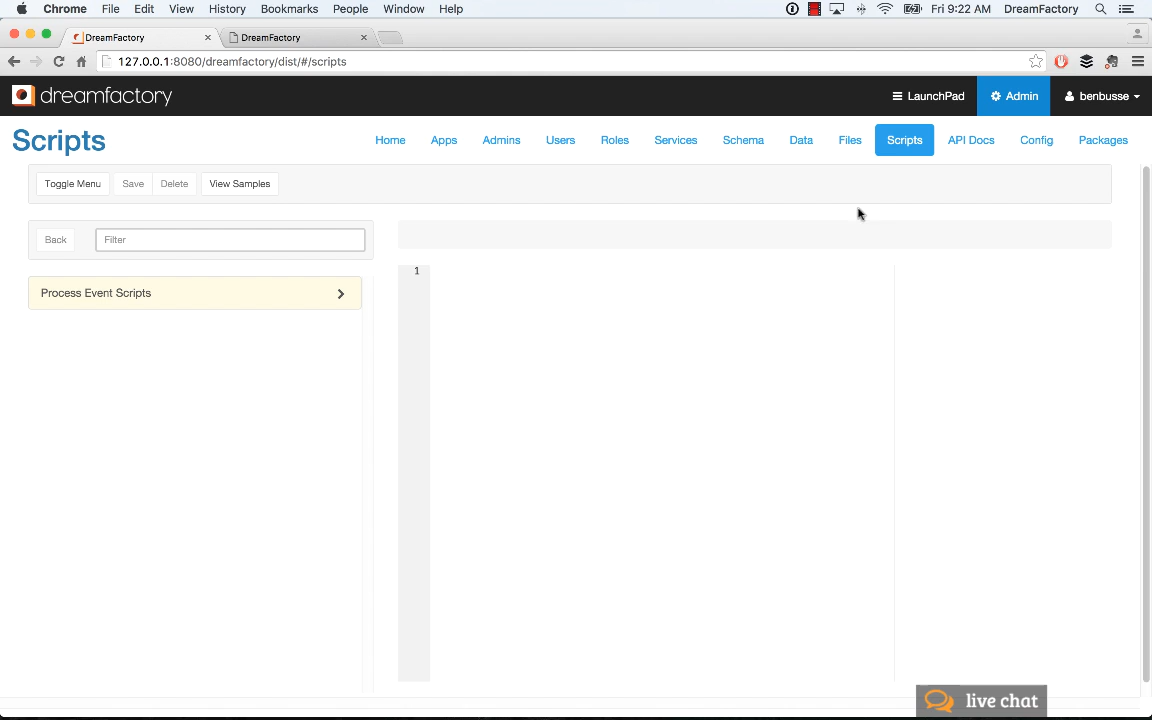 Chrome File Edit View History Bookmarks People Window Help Fri 9:22 AM DreamFactory
DreamFactory DreamFactory
127.0.0.1:8080/dreamfactory/dist/#/scripts
dreamfactory LaunchPad Admin benbusse
Scripts Home Apps Admins Users Roles Services Schema Data Files Scripts API Docs Config Packages
Toggle Menu Save Delete View Samples
Back Filter
1
Process Event Scripts
live chat